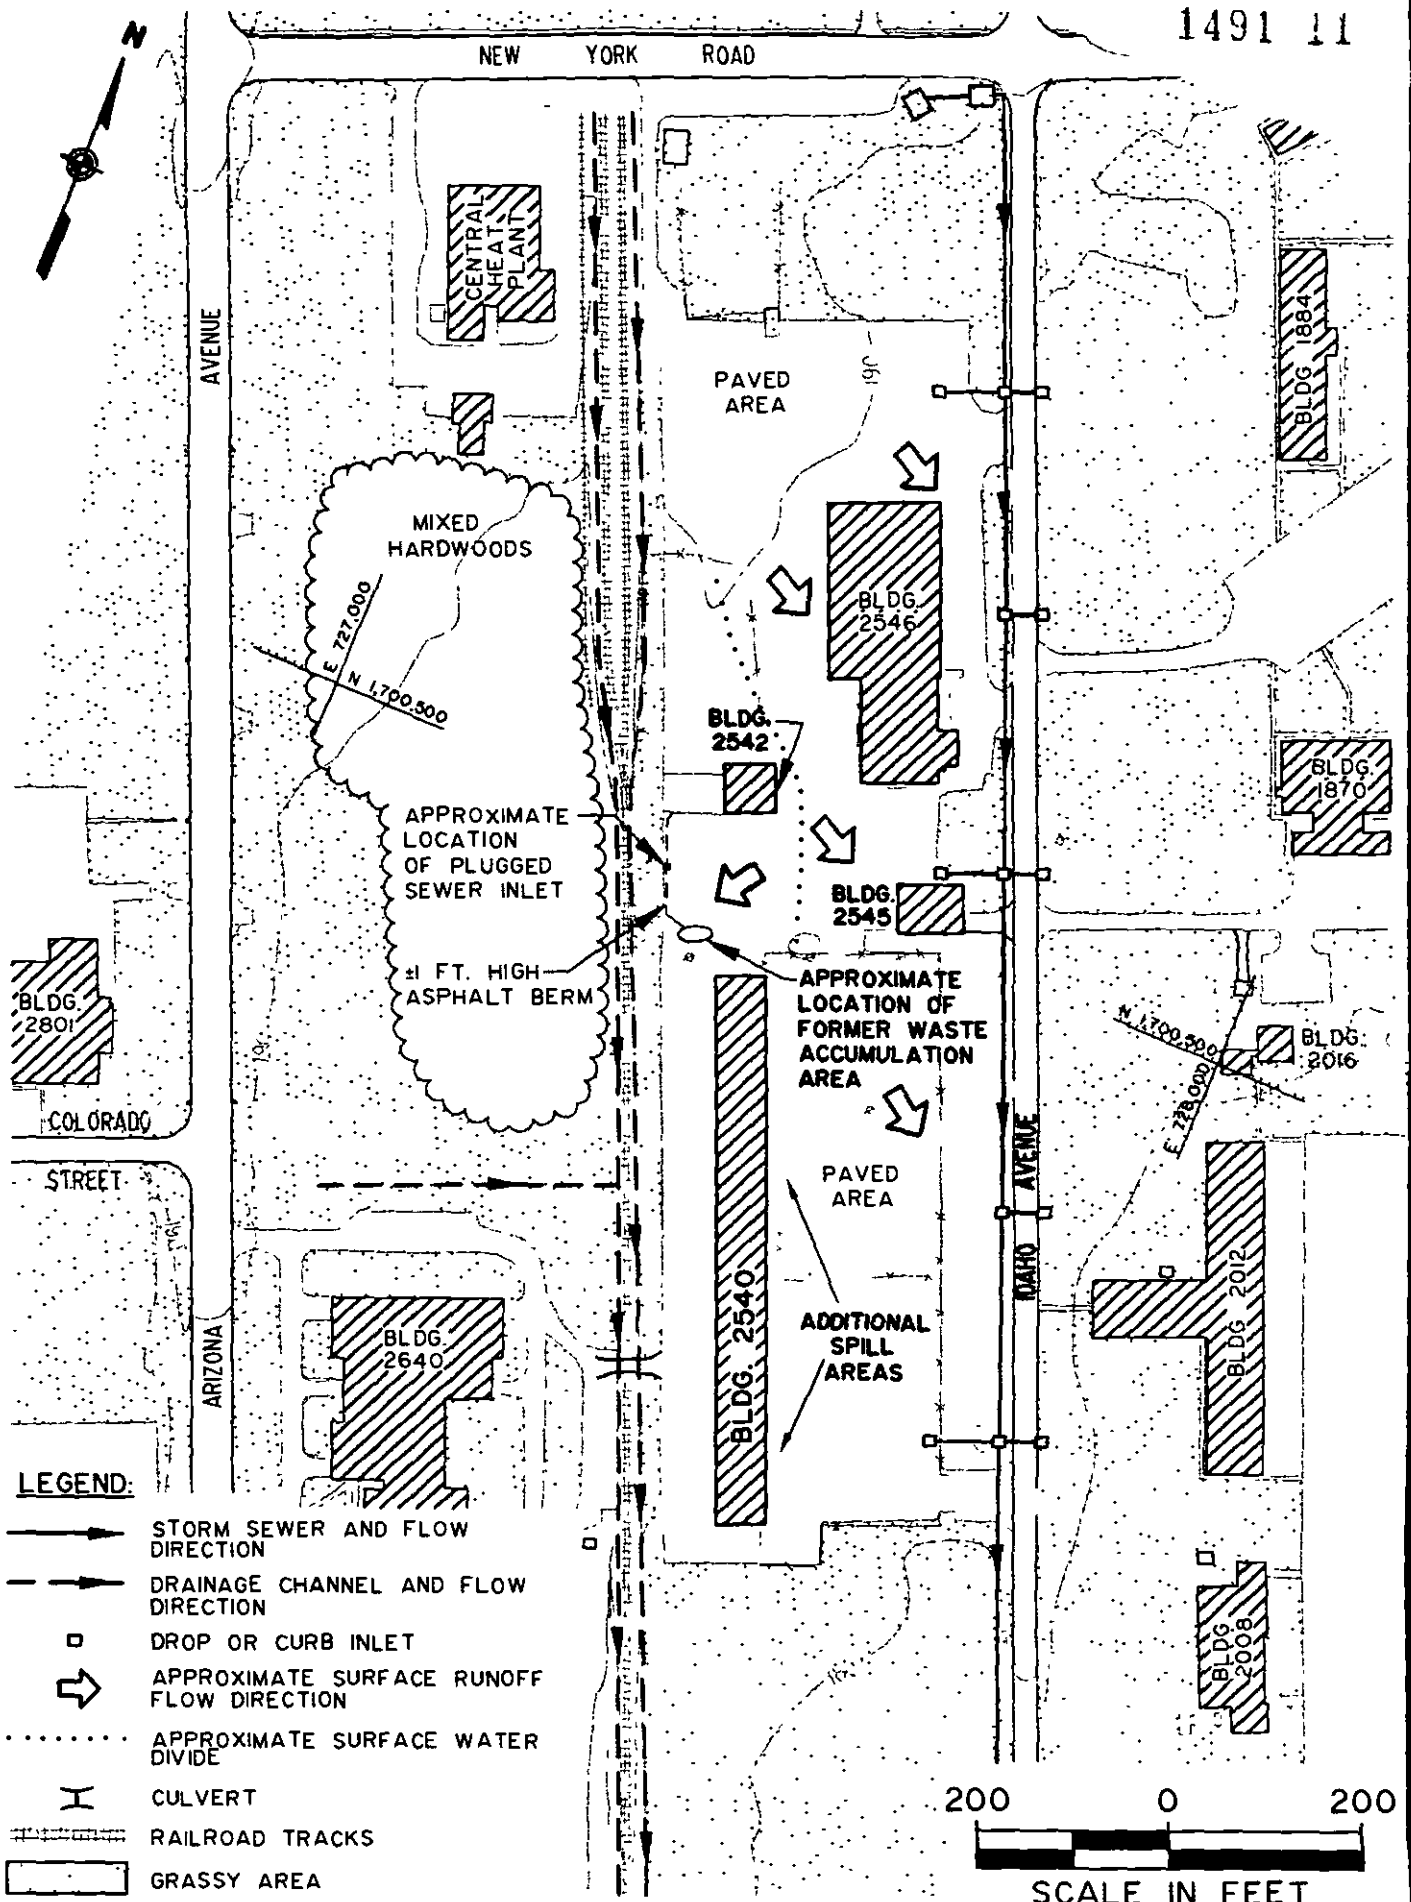 1491 11
N
NEW YORK ROAD
CENTRAL
HEAT
PLANT
AVENUE
PAVED
AREA
190
BLDG 1884
MIXED
HARDWOODS
E 727,000
N 1,700,500
BLDG.
2546
BLDG.
2542
BLDG.
1870
APPROXIMATE
LOCATION
OF PLUGGED
SEWER INLET
BLDG.
2545
±1 FT. HIGH
ASPHALT BERM
APPROXIMATE
LOCATION OF
FORMER WASTE
ACCUMULATION
AREA
BLDG.
2801
N 1,700,500
E 728,000
BLDG.
2016
COLORADO
STREET
PAVED
AREA
IDAHO AVENUE
BLDG 2012
BLDG. 2540
ADDITIONAL
SPILL
AREAS
BLDG.
2640
ARIZONA
BLDG
2008
LEGEND:
STORM SEWER AND FLOW
DIRECTION
DRAINAGE CHANNEL AND FLOW
DIRECTION
DROP OR CURB INLET
APPROXIMATE SURFACE RUNOFF
FLOW DIRECTION
APPROXIMATE SURFACE WATER
DIVIDE
CULVERT
RAILROAD TRACKS
GRASSY AREA
200 0 200
SCALE IN FEET